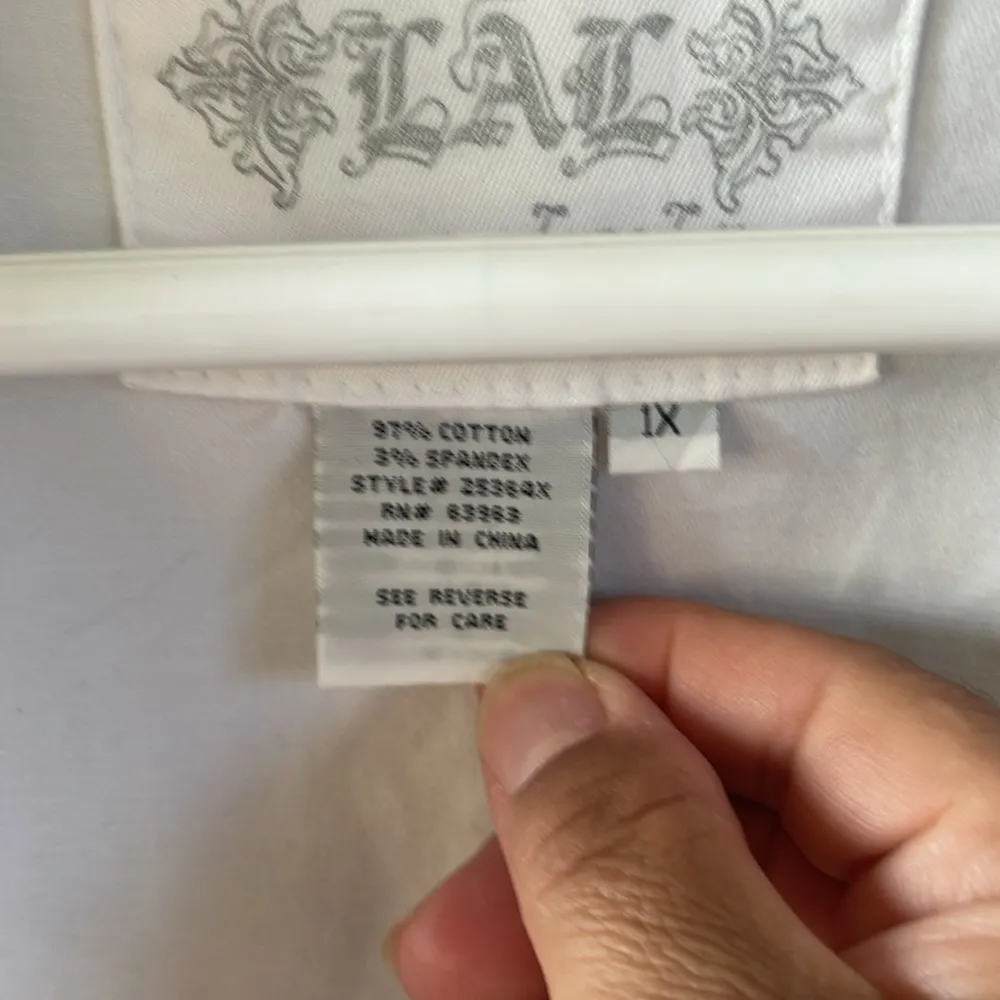 LAL
1X
97% COTTON
3% SPANDEX
STYLE# 25364X
RN# 63963
MADE IN CHINA
SEE REVERSE
FOR CARE